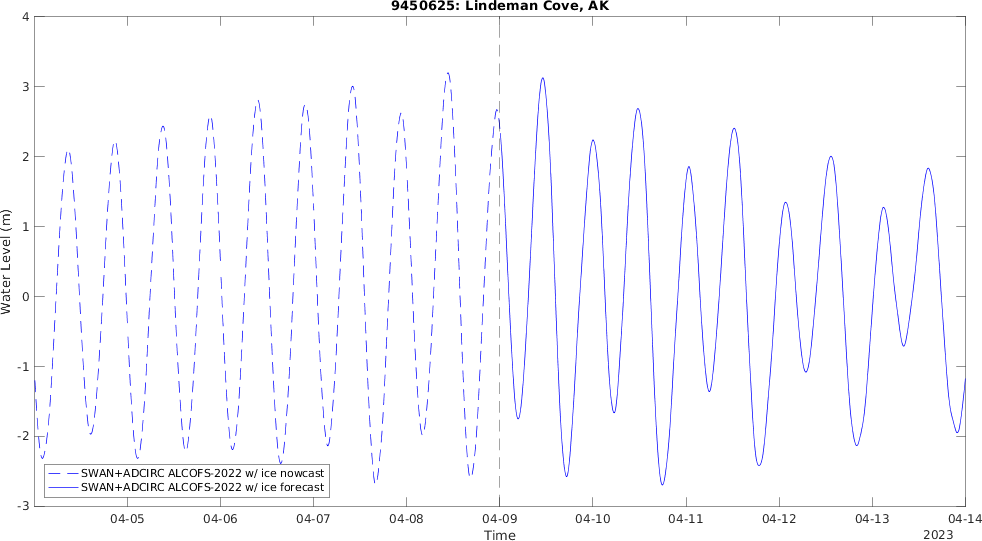 9450625: Lindeman Cove, AK
4
3
2
1
0
-1
-2
-3
Water Level (m)
SWAN+ADCIRC ALCOFS-2022 w/ ice nowcast
SWAN+ADCIRC ALCOFS-2022 w/ ice forecast
04-05 04-06 04-07 04-08 04-09 04-10 04-11 04-12 04-13 04-14
Time
2023